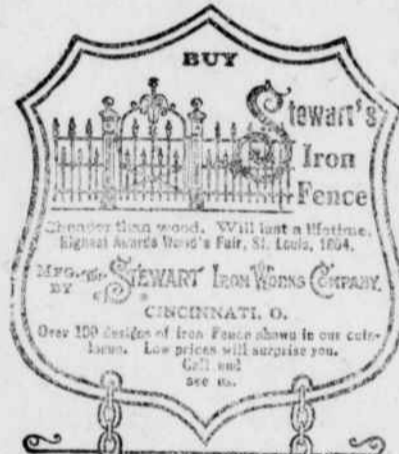 BUY
Stewart's
Iron
Fence
Cheaper than wood. Will last a lifetime.
Highest Awards World's Fair, St. Louis, 1904.
MFG. BY The STEWART IRON WORKS COMPANY.
CINCINNATI, O.
Over 100 designs of Iron Fence shown in our cata-
logue. Low prices will surprise you.
Call and
see us.